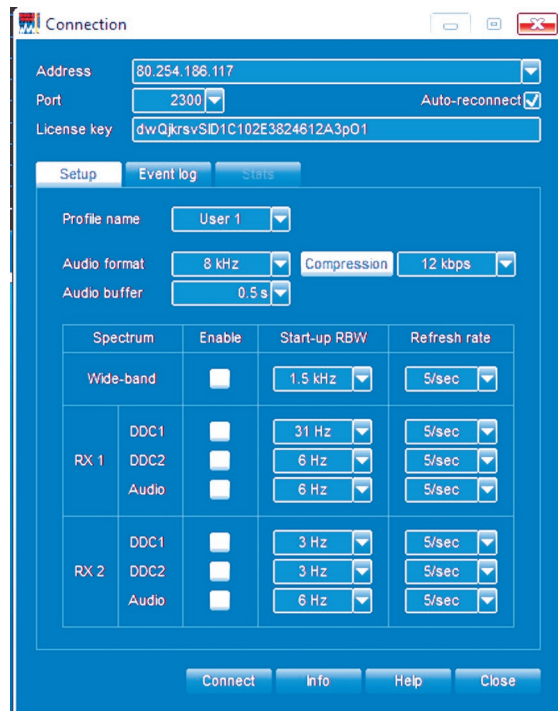 Connection
Address 80.254.186.117
Port 2300 Auto-reconnect
License key dwQjkrsvSID1C102E3824612A3pO1
Setup Event log Stats
Profile name User 1
Audio format 8 kHz Compression 12 kbps
Audio buffer 0.5 s
Spectrum Enable Start-up RBW Refresh rate
Wide-band 1.5 kHz 5/sec
DDC1 31 Hz 5/sec
RX 1 DDC2 6 Hz 5/sec
Audio 6 Hz 5/sec
DDC1 3 Hz 5/sec
RX 2 DDC2 3 Hz 5/sec
Audio 6 Hz 5/sec
Connect Info Help Close